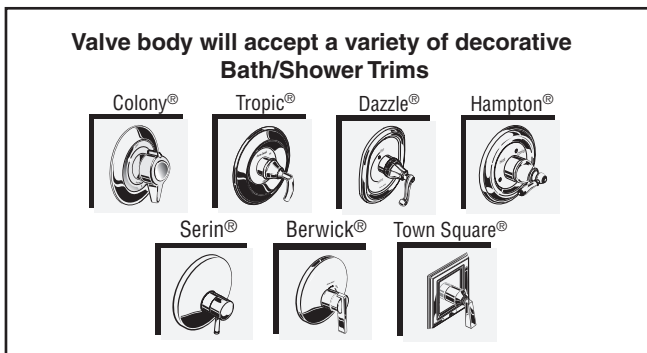 Valve body will accept a variety of decorative
Bath/Shower Trims
Colony® Tropic® Dazzle® Hampton®
Serin® Berwick® Town Square®